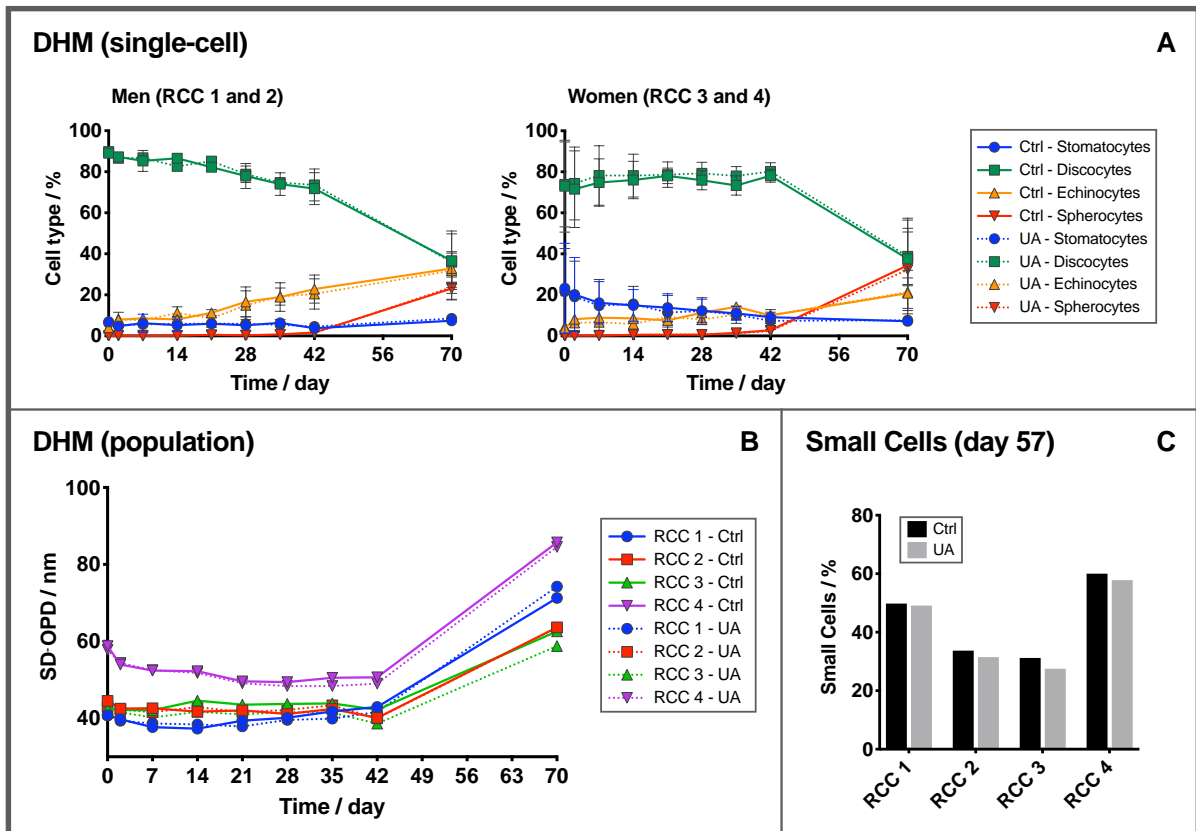 DHM (single-cell)
A
Men (RCC 1 and 2)
Cell type / %
100
80
60
40
20
0
0 14 28 42 56 70
Time / day
Women (RCC 3 and 4)
Cell type / %
100
80
60
40
20
0
0 14 28 42 56 70
Time / day
Ctrl - Stomatocytes
Ctrl - Discocytes
Ctrl - Echinocytes
Ctrl - Spherocytes
UA - Stomatocytes
UA - Discocytes
UA - Echinocytes
UA - Spherocytes
DHM (population)
B
SD-OPD / nm
100
80
60
40
0 7 14 21 28 35 42 49 56 63 70
Time / day
RCC 1 - Ctrl
RCC 2 - Ctrl
RCC 3 - Ctrl
RCC 4 - Ctrl
RCC 1 - UA
RCC 2 - UA
RCC 3 - UA
RCC 4 - UA
Small Cells (day 57)
C
Small Cells / %
80
60
40
20
0
Ctrl
UA
RCC 1
RCC 2
RCC 3
RCC 4